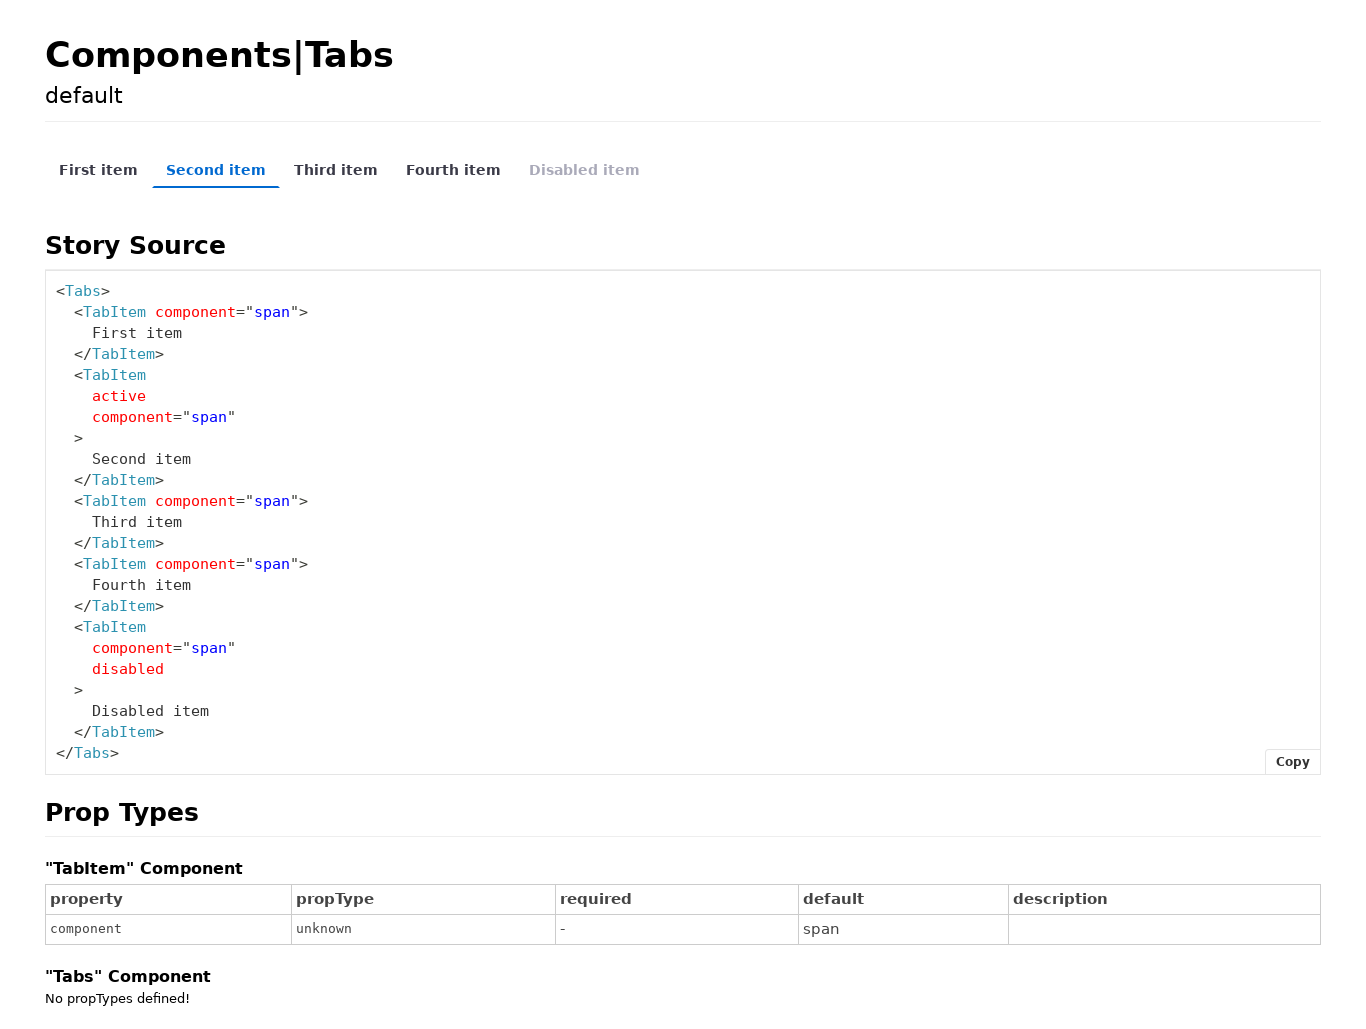 Components|Tabs
default
First item Second item Third item Fourth item Disabled item
Story Source
<Tabs>
  <TabItem component="span">
    First item
  </TabItem>
  <TabItem
    active
    component="span"
  >
    Second item
  </TabItem>
  <TabItem component="span">
    Third item
  </TabItem>
  <TabItem component="span">
    Fourth item
  </TabItem>
  <TabItem
    component="span"
    disabled
  >
    Disabled item
  </TabItem>
</Tabs>
Copy
Prop Types
"TabItem" Component
property propType required default description
component unknown - span
"Tabs" Component
No propTypes defined!